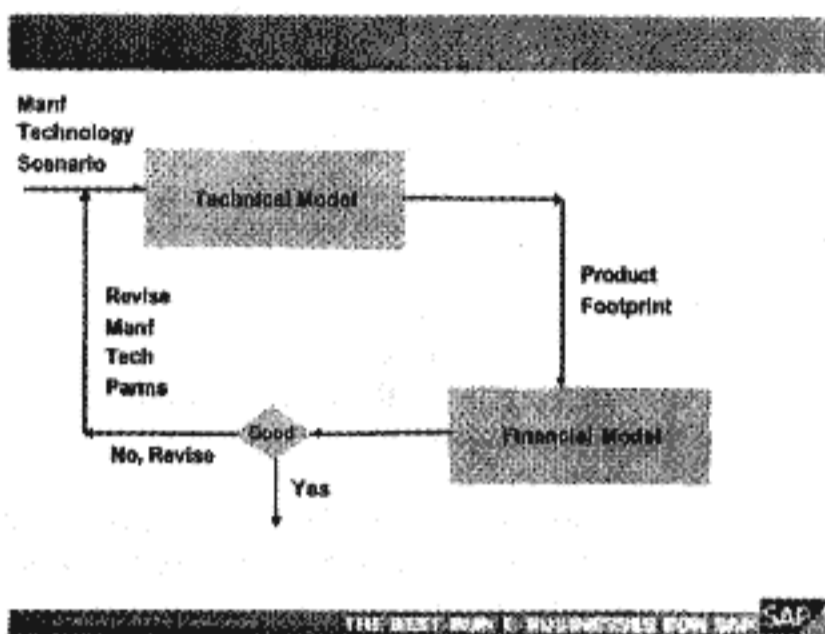 Manf
Technology
Scenario
Technical Model
Product
Footprint
Revise
Manf
Tech
Parms
Good
Financial Model
No, Revise
Yes
THE BEST RUN BUSINESSES RUN SAP
SAP